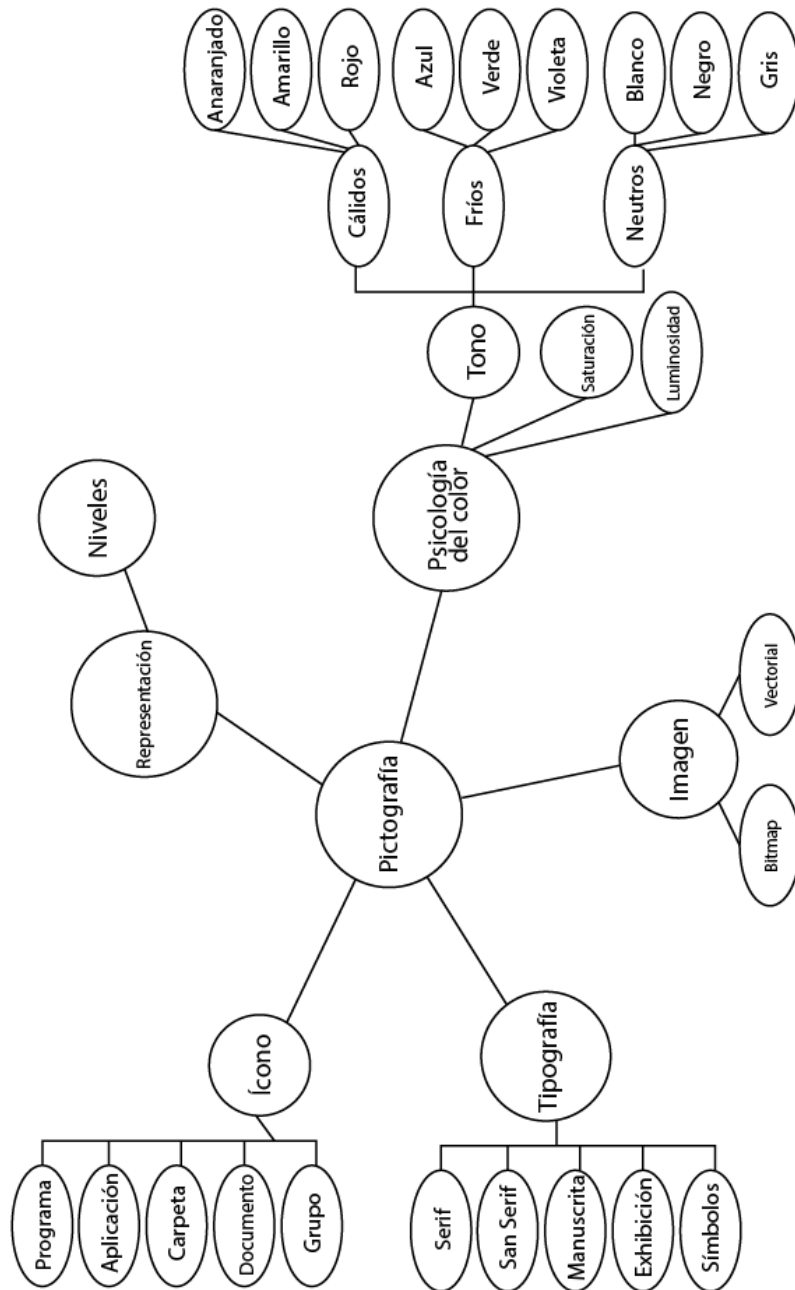 Programa
Aplicación
Carpeta
Documento
Grupo
Ícono
Serif
San Serif
Manuscrita
Exhibición
Símbolos
Tipografía
Pictografía
Representación
Niveles
Imagen
Bitmap
Vectorial
Psicología
del color
Tono
Saturación
Luminosidad
Cálidos
Anaranjado
Amarillo
Rojo
Fríos
Azul
Verde
Violeta
Neutros
Blanco
Negro
Gris